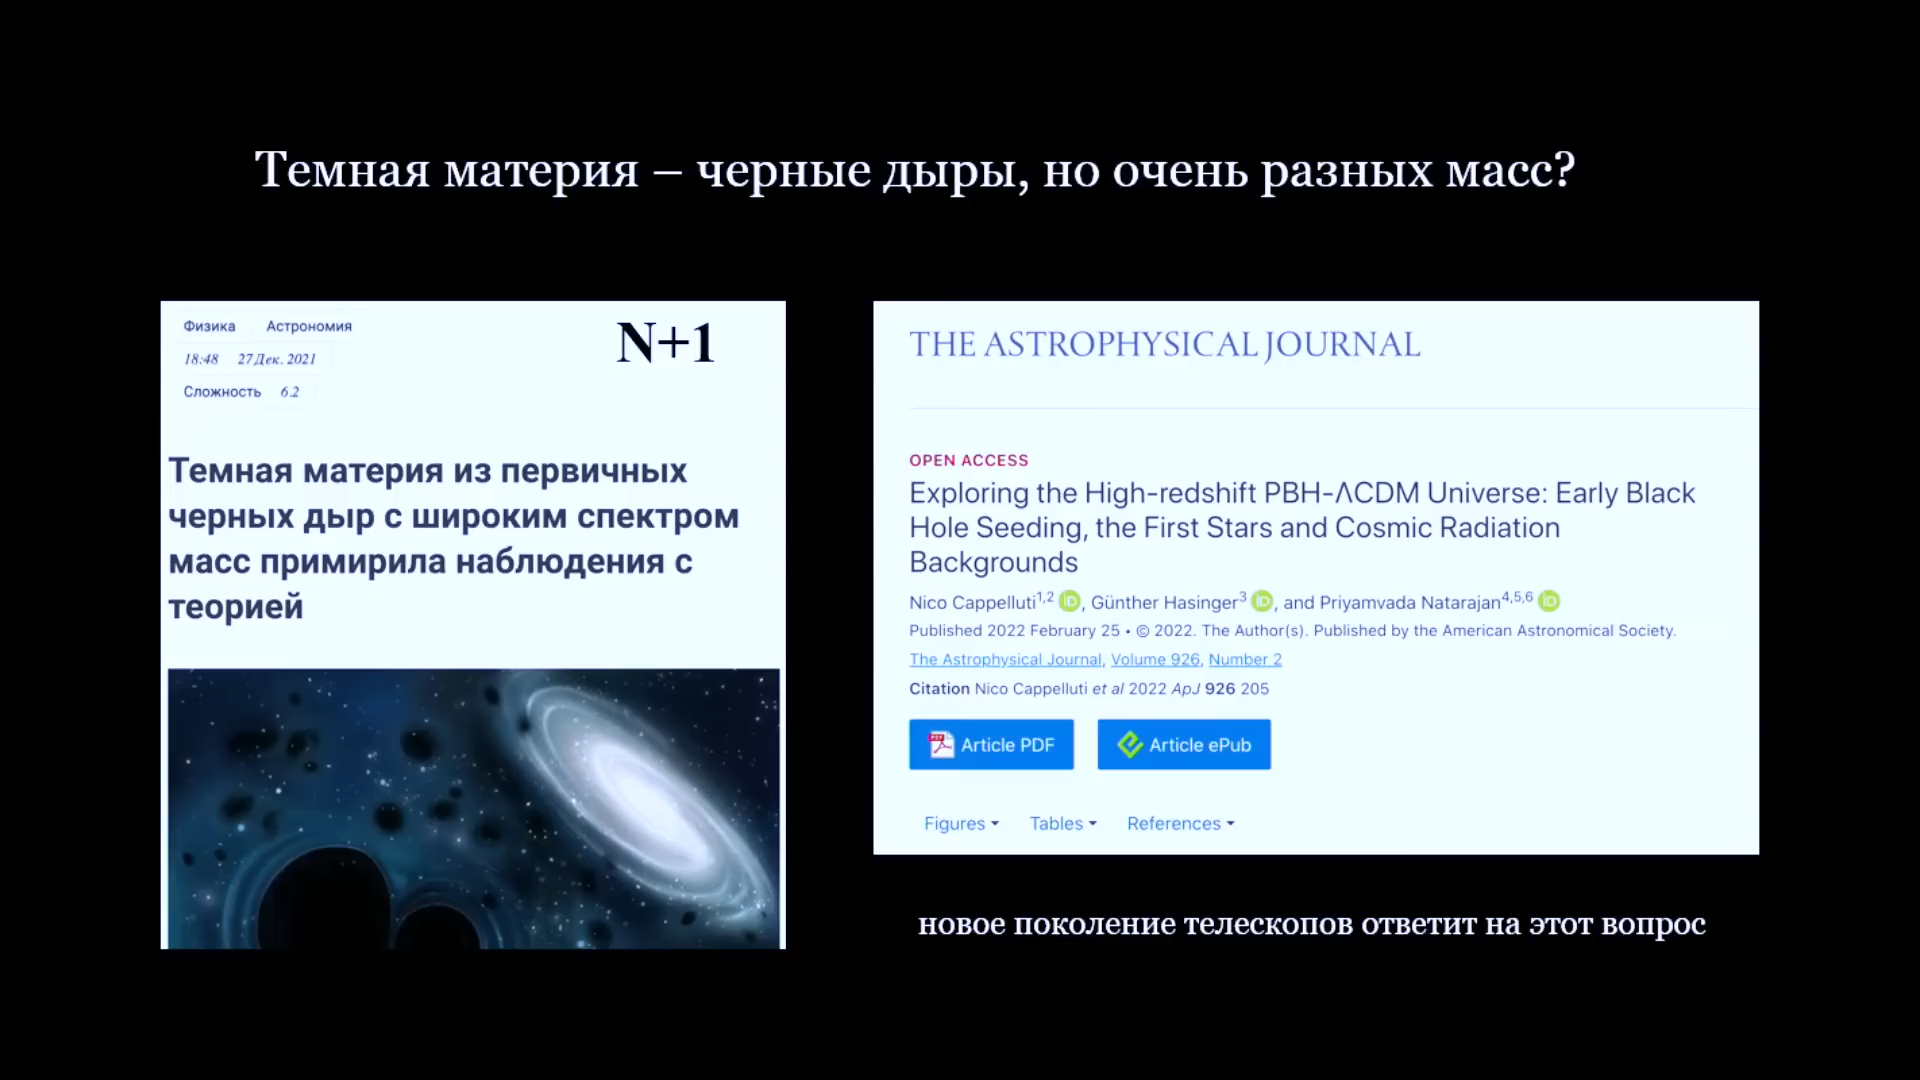 Темная материя – черные дыры, но очень разных масс?
Физика Астрономия
N+1
18:48 27 Дек. 2021
Сложность 6.2
Темная материя из первичных
черных дыр с широким спектром
масс примирила наблюдения с
теорией
THE ASTROPHYSICAL JOURNAL
OPEN ACCESS
Exploring the High-redshift PBH-ΛCDM Universe: Early Black
Hole Seeding, the First Stars and Cosmic Radiation
Backgrounds
Nico Cappelluti1,2 iD, Günther Hasinger3 iD, and Priyamvada Natarajan4,5,6 iD
Published 2022 February 25 • © 2022. The Author(s). Published by the American Astronomical Society.
The Astrophysical Journal, Volume 926, Number 2
Citation Nico Cappelluti et al 2022 ApJ 926 205
PDF Article PDF Article ePub
Figures Tables References
новое поколение телескопов ответит на этот вопрос